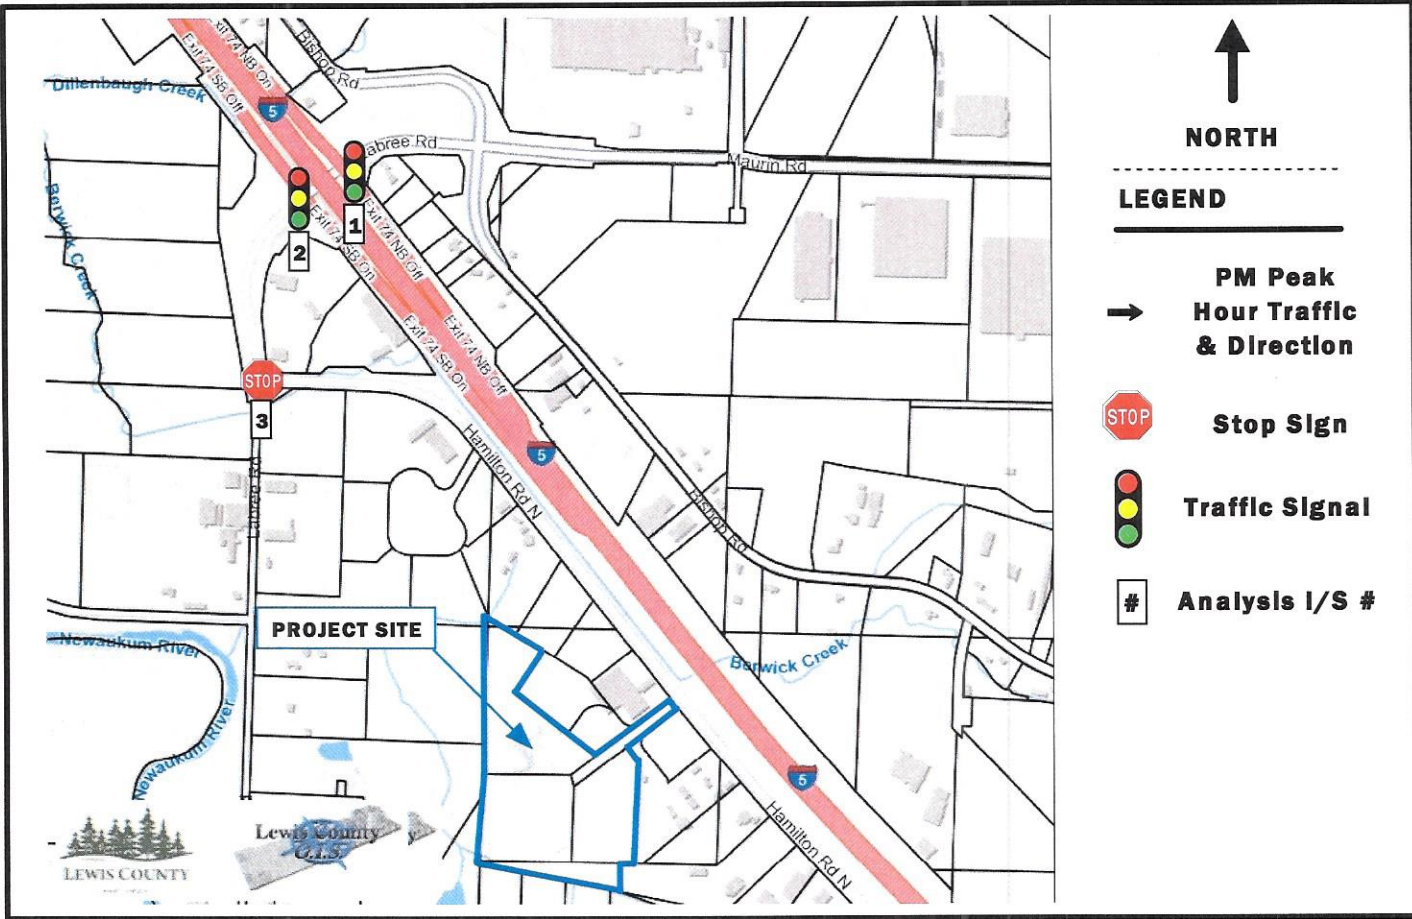 Exit 74 NB On
Bishop Rd
Exit 74 SB Off
Dillenbaugh Creek
5
abree Rd
Maurin Rd
Berwick Creek
1
2
Exit 74 SB On
Exit 74 NB Off
Exit 74 SB On
Exit 74 NB Off
STOP
3
Hamilton Rd N
5
Labree Rd
Bishop Rd
PROJECT SITE
Newaukum River
Berwick Creek
Newaukum River
5
Hamilton Rd N
LEWIS COUNTY
Lewis County
G.I.S.
y
NORTH
LEGEND
PM Peak
Hour Traffic
& Direction
STOP
Stop Sign
Traffic Signal
#
Analysis I/S #